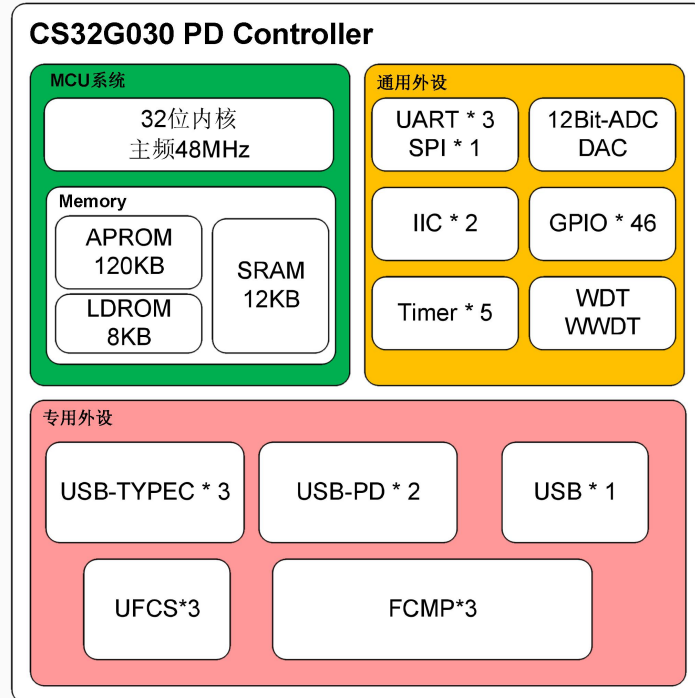 CS32G030 PD Controller
MCU系统
32位内核
主频48MHz
Memory
APROM
120KB
LDROM
8KB
SRAM
12KB
通用外设
UART * 3
SPI * 1
12Bit-ADC
DAC
IIC * 2
GPIO * 46
Timer * 5
WDT
WWDT
专用外设
USB-TYPEC * 3
USB-PD * 2
USB * 1
UFCS*3
FCMP*3